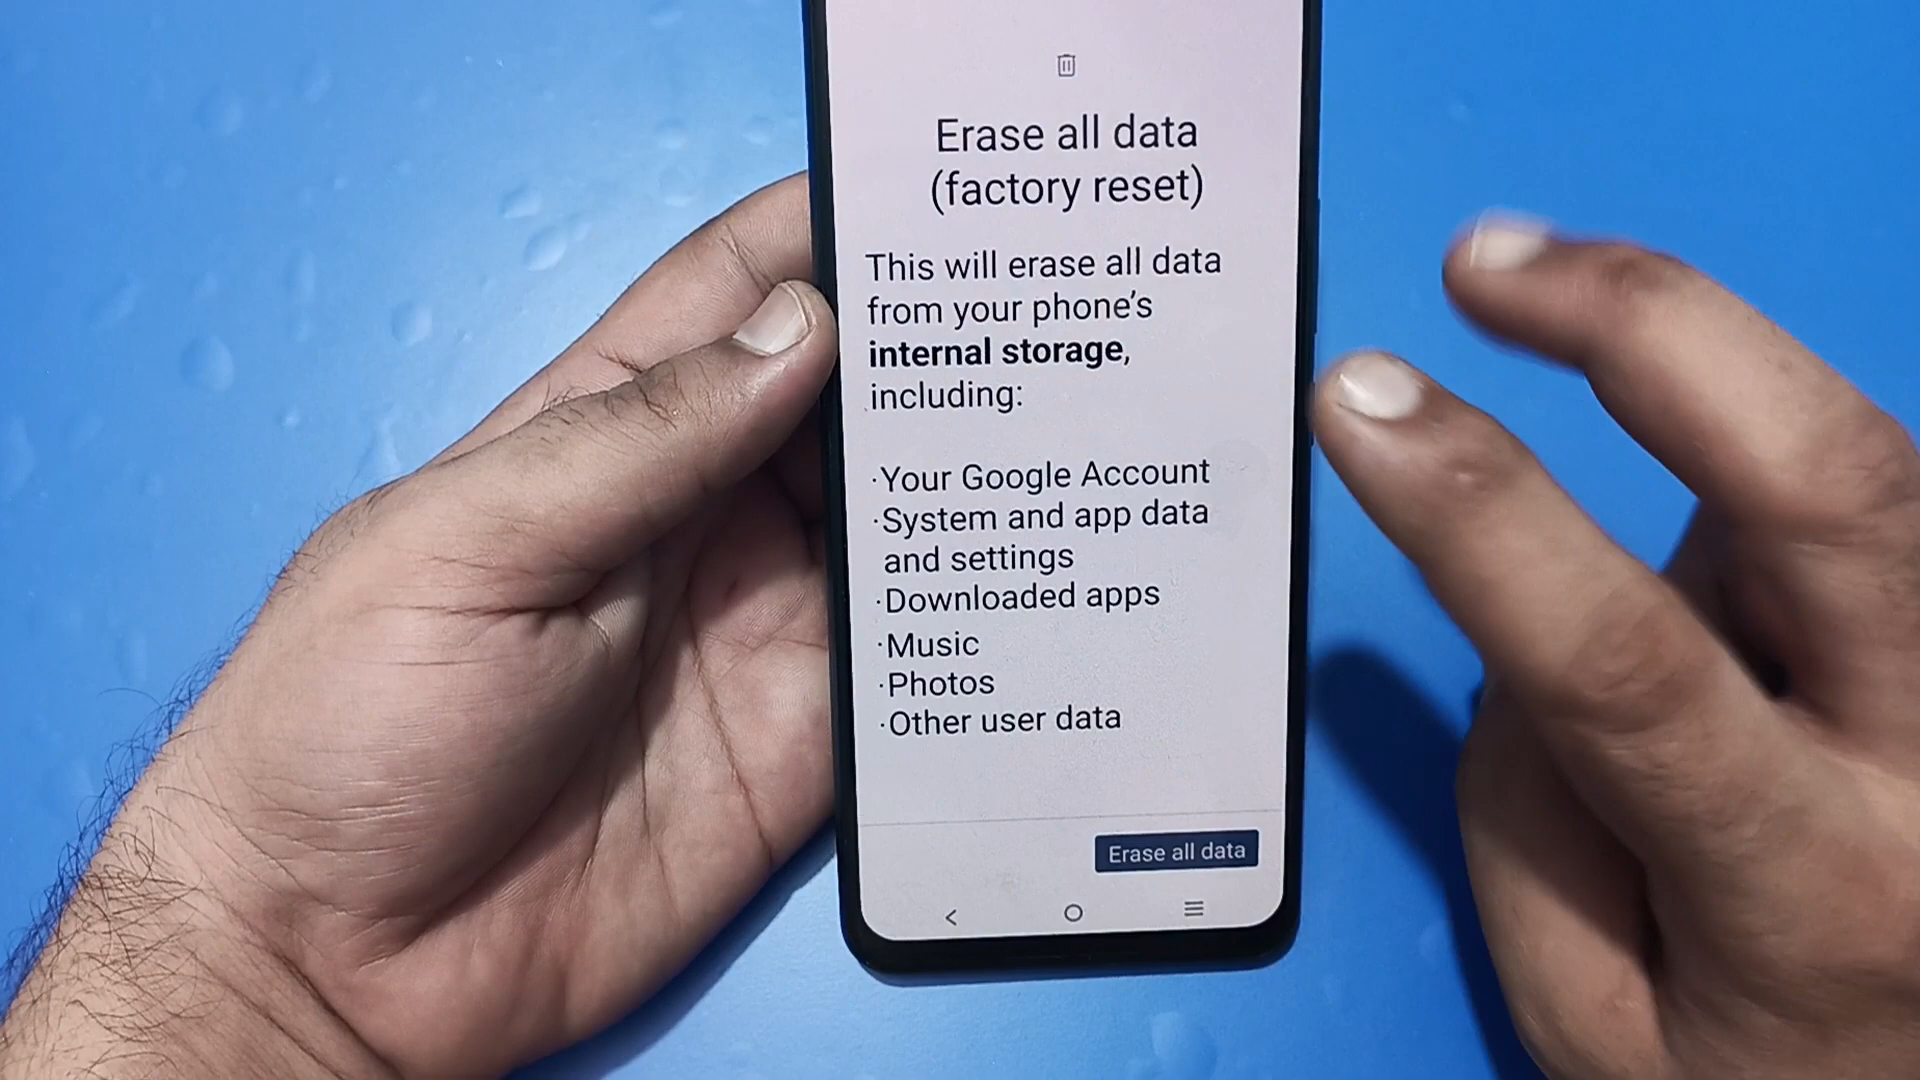 Erase all data
(factory reset)
This will erase all data
from your phone’s
internal storage,
including:
·Your Google Account
·System and app data
and settings
·Downloaded apps
·Music
·Photos
·Other user data
Erase all data